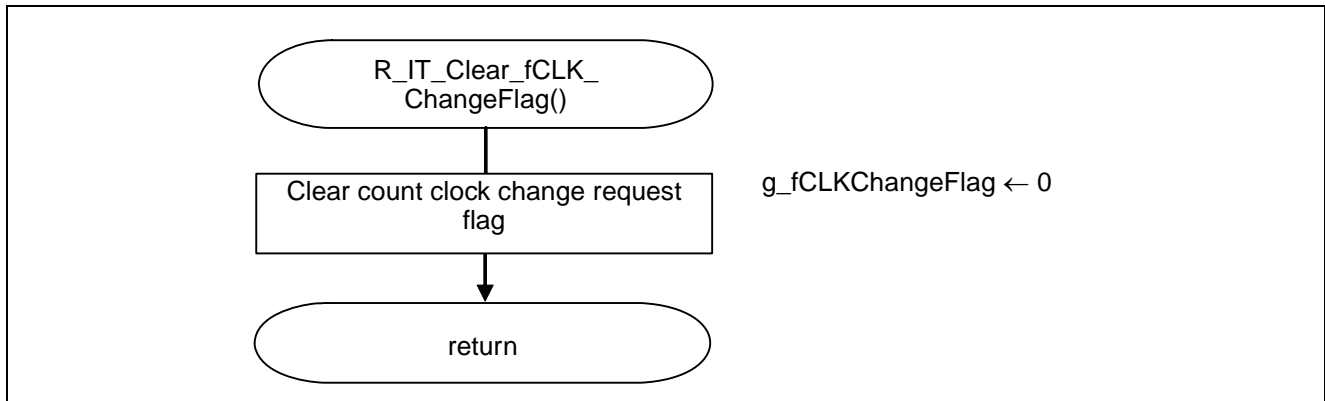 R_IT_Clear_fCLK_
ChangeFlag()
Clear count clock change request
flag
g_fCLKChangeFlag ← 0
return